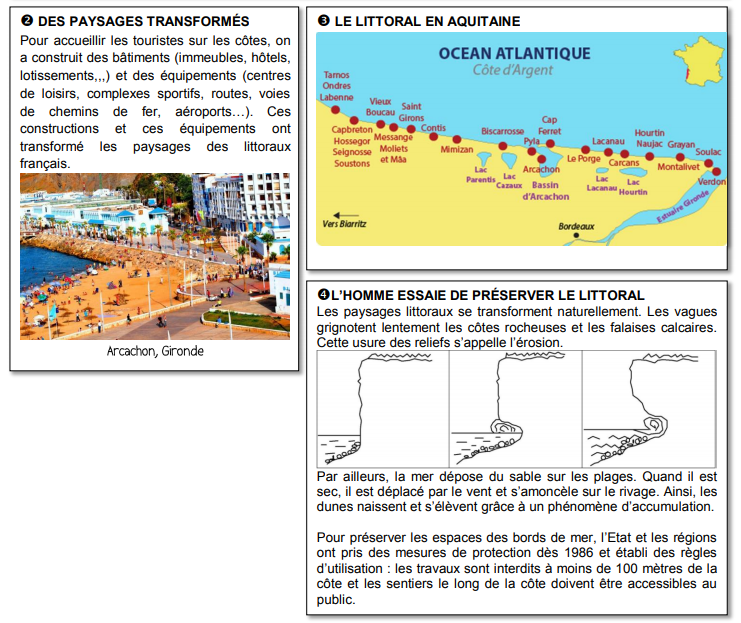 ❷ DES PAYSAGES TRANSFORMÉS
Pour accueillir les touristes sur les côtes, on
a construit des bâtiments (immeubles, hôtels,
lotissements,,,) et des équipements (centres
de loisirs, complexes sportifs, routes, voies
de chemins de fer, aéroports…). Ces
constructions et ces équipements ont
transformé les paysages des littoraux
français.
Arcachon, Gironde
❸ LE LITTORAL EN AQUITAINE
OCEAN ATLANTIQUE
Côte d'Argent
Tarnos
Ondres
Labenne
Capbreton
Hossegor
Seignosse
Soustons
Vieux
Boucau
Messange
Moliets
et Mâa
Saint
Girons
Contis
Mimizan
Biscarrosse
Lac
Parentis
Lac
Cazaux
Pyla
Cap
Ferret
Arcachon
Bassin
d'Arcachon
Le Porge
Lacanau
Lac
Lacanau
Carcans
Lac
Hourtin
Hourtin
Naujac
Grayan
Montalivet
Soulac
Verdon
Estuaire Gironde
Vers Biarritz
Bordeaux
❹L'HOMME ESSAIE DE PRÉSERVER LE LITTORAL
Les paysages littoraux se transforment naturellement. Les vagues
grignotent lentement les côtes rocheuses et les falaises calcaires.
Cette usure des reliefs s'appelle l'érosion.
Par ailleurs, la mer dépose du sable sur les plages. Quand il est
sec, il est déplacé par le vent et s'amoncèle sur le rivage. Ainsi, les
dunes naissent et s'élèvent grâce à un phénomène d'accumulation.
Pour préserver les espaces des bords de mer, l'Etat et les régions
ont pris des mesures de protection dès 1986 et établi des règles
d'utilisation : les travaux sont interdits à moins de 100 mètres de la
côte et les sentiers le long de la côte doivent être accessibles au
public.